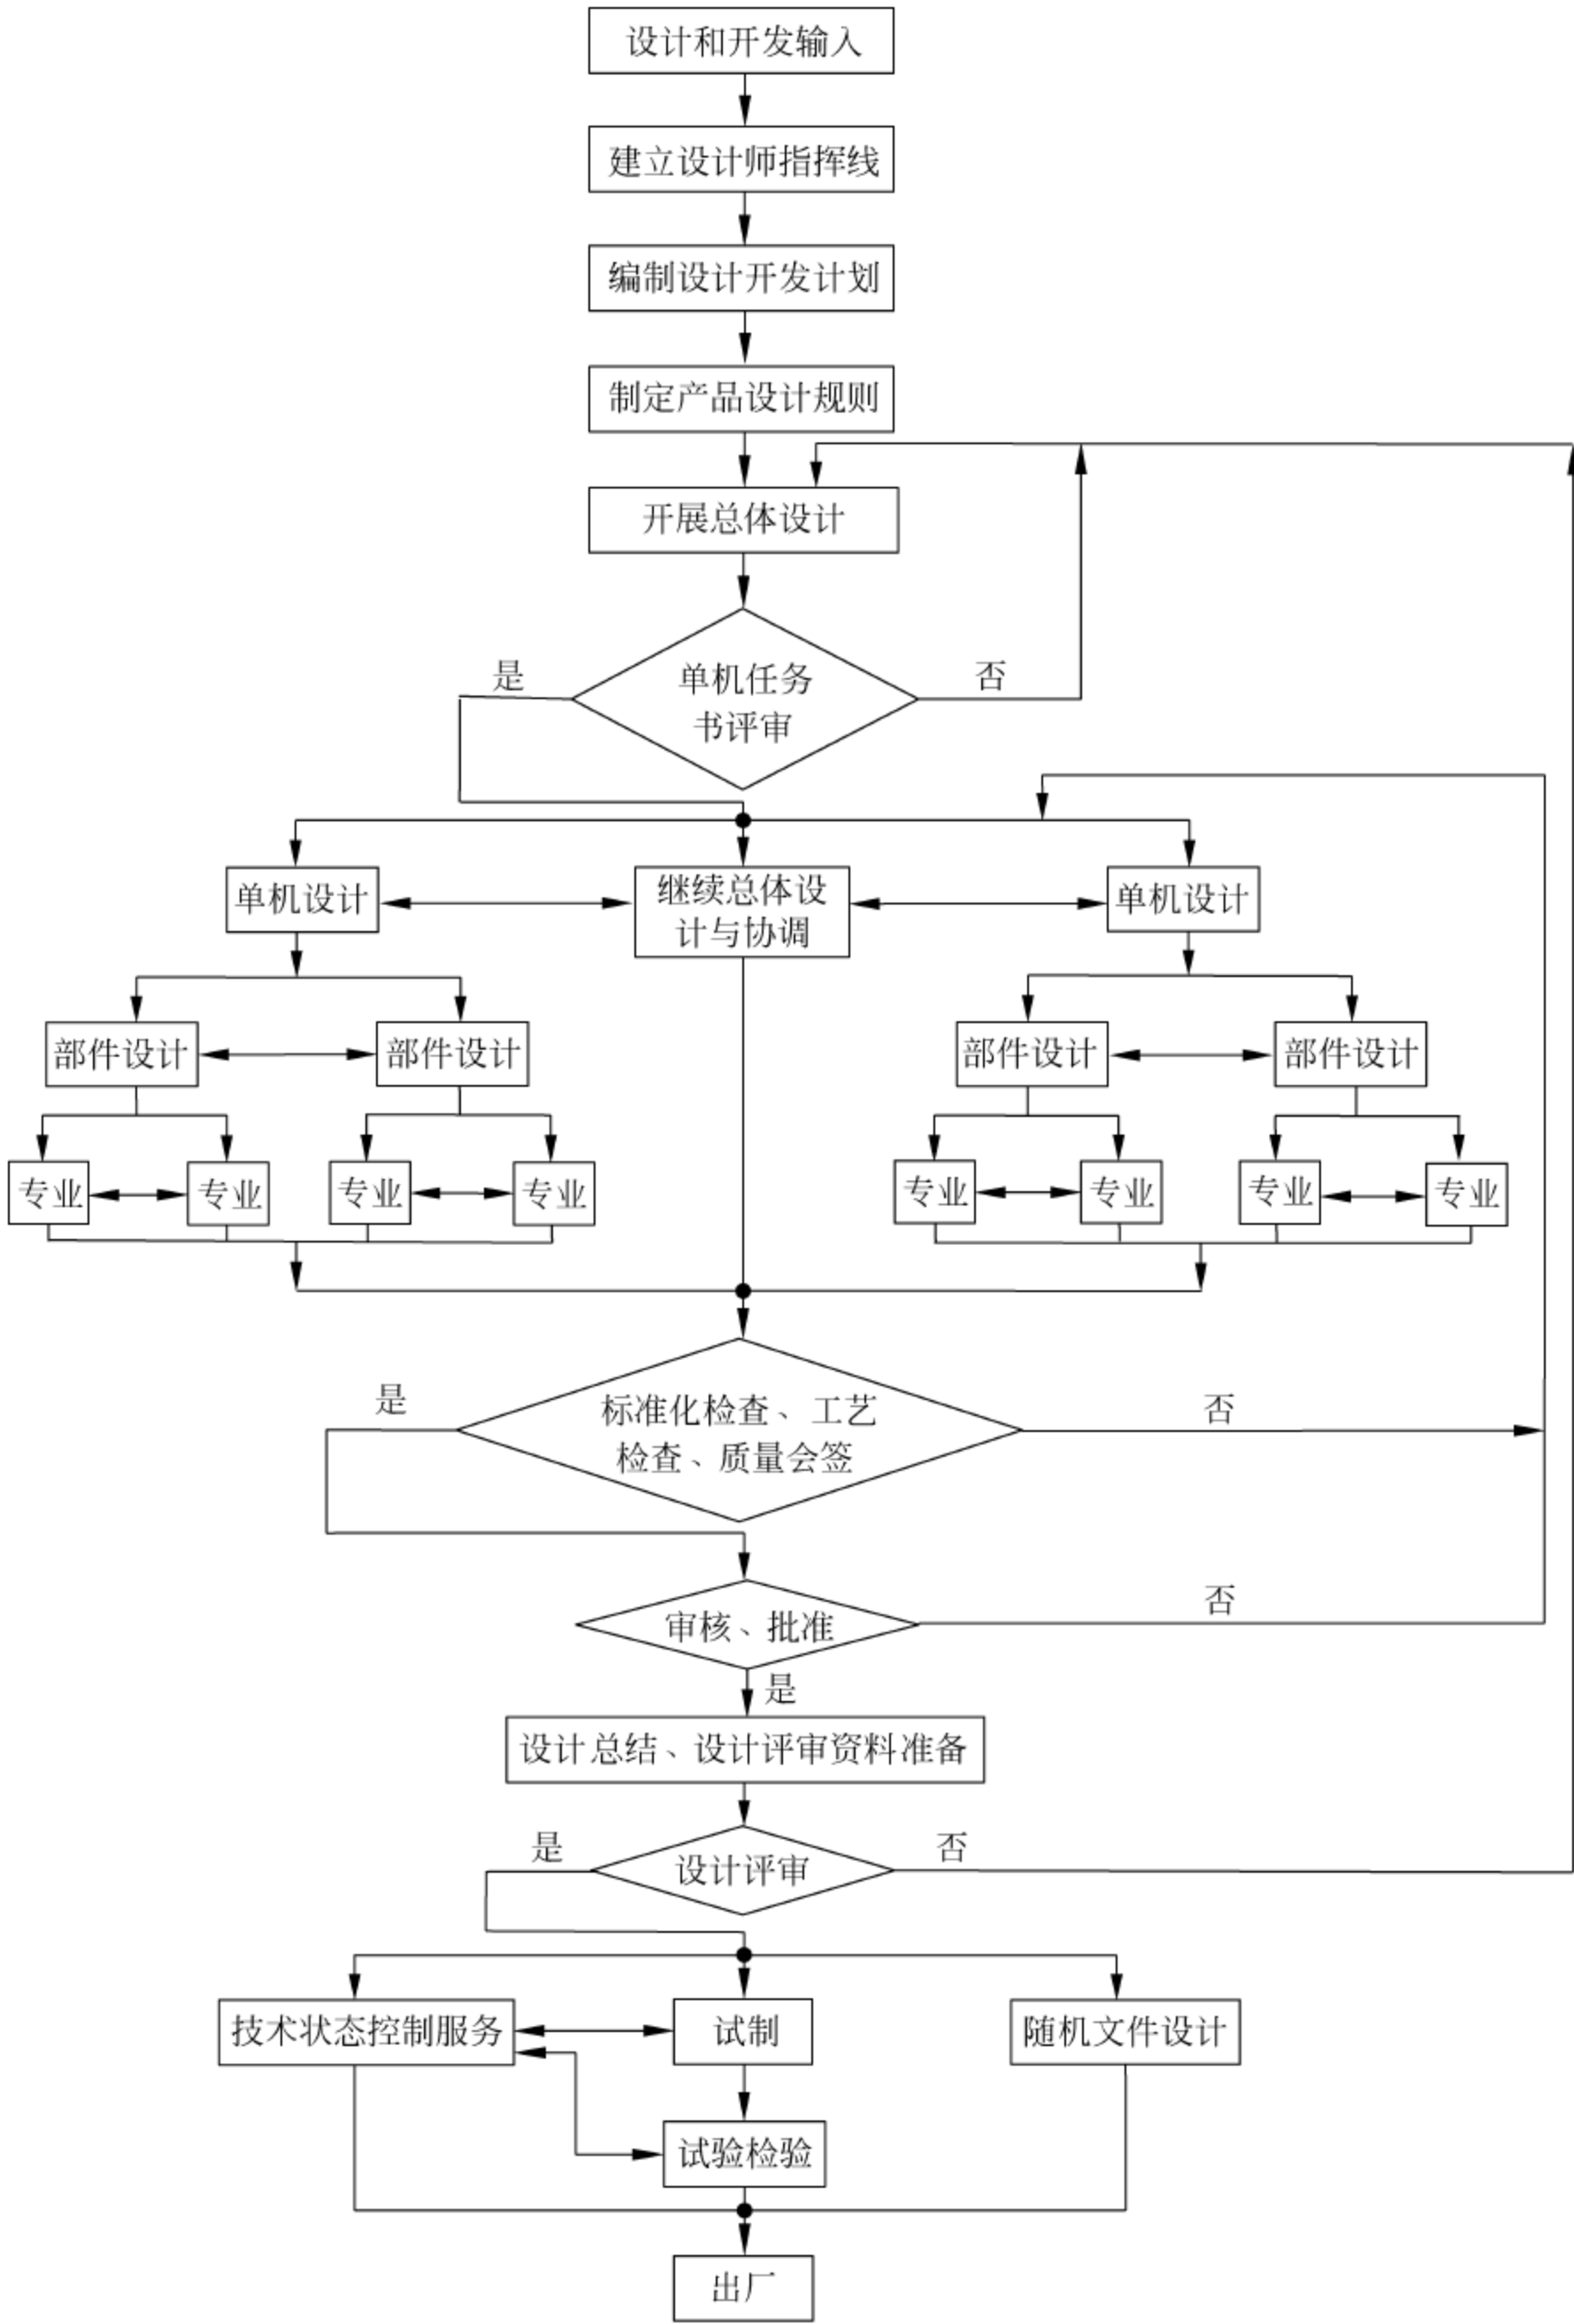 设计和开发输入
建立设计师指挥线
编制设计开发计划
制定产品设计规则
开展总体设计
是
单机任务
书评审
否
单机设计
继续总体设
计与协调
单机设计
部件设计
部件设计
部件设计
部件设计
专业
专业
专业
专业
专业
专业
专业
专业
是
标准化检查、工艺
检查、质量会签
否
审核、批准
否
是
设计总结、设计评审资料准备
是
设计评审
否
技术状态控制服务
试制
随机文件设计
试验检验
出厂